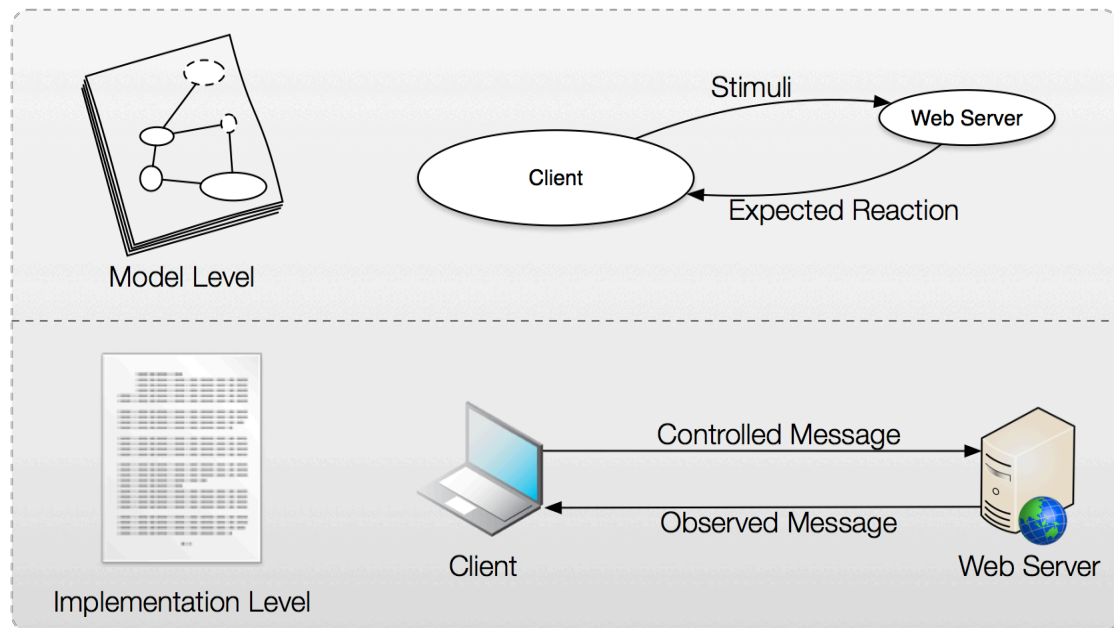 Stimuli
Web Server
Client
Expected Reaction
Model Level
Controlled Message
Observed Message
Client
Web Server
Implementation Level